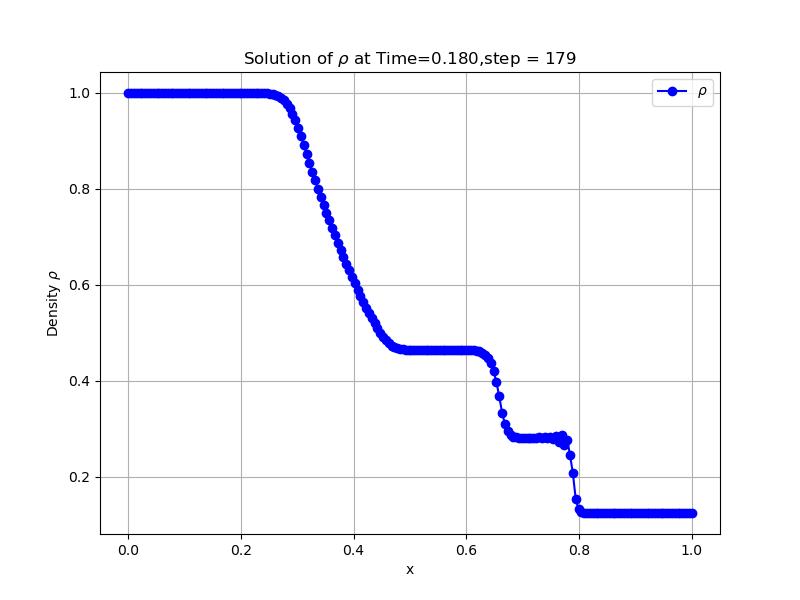 Solution of ρ at Time=0.180,step = 179
ρ
1.0
0.8
0.6
0.4
0.2
Density ρ
0.0
0.2
0.4
0.6
0.8
1.0
x